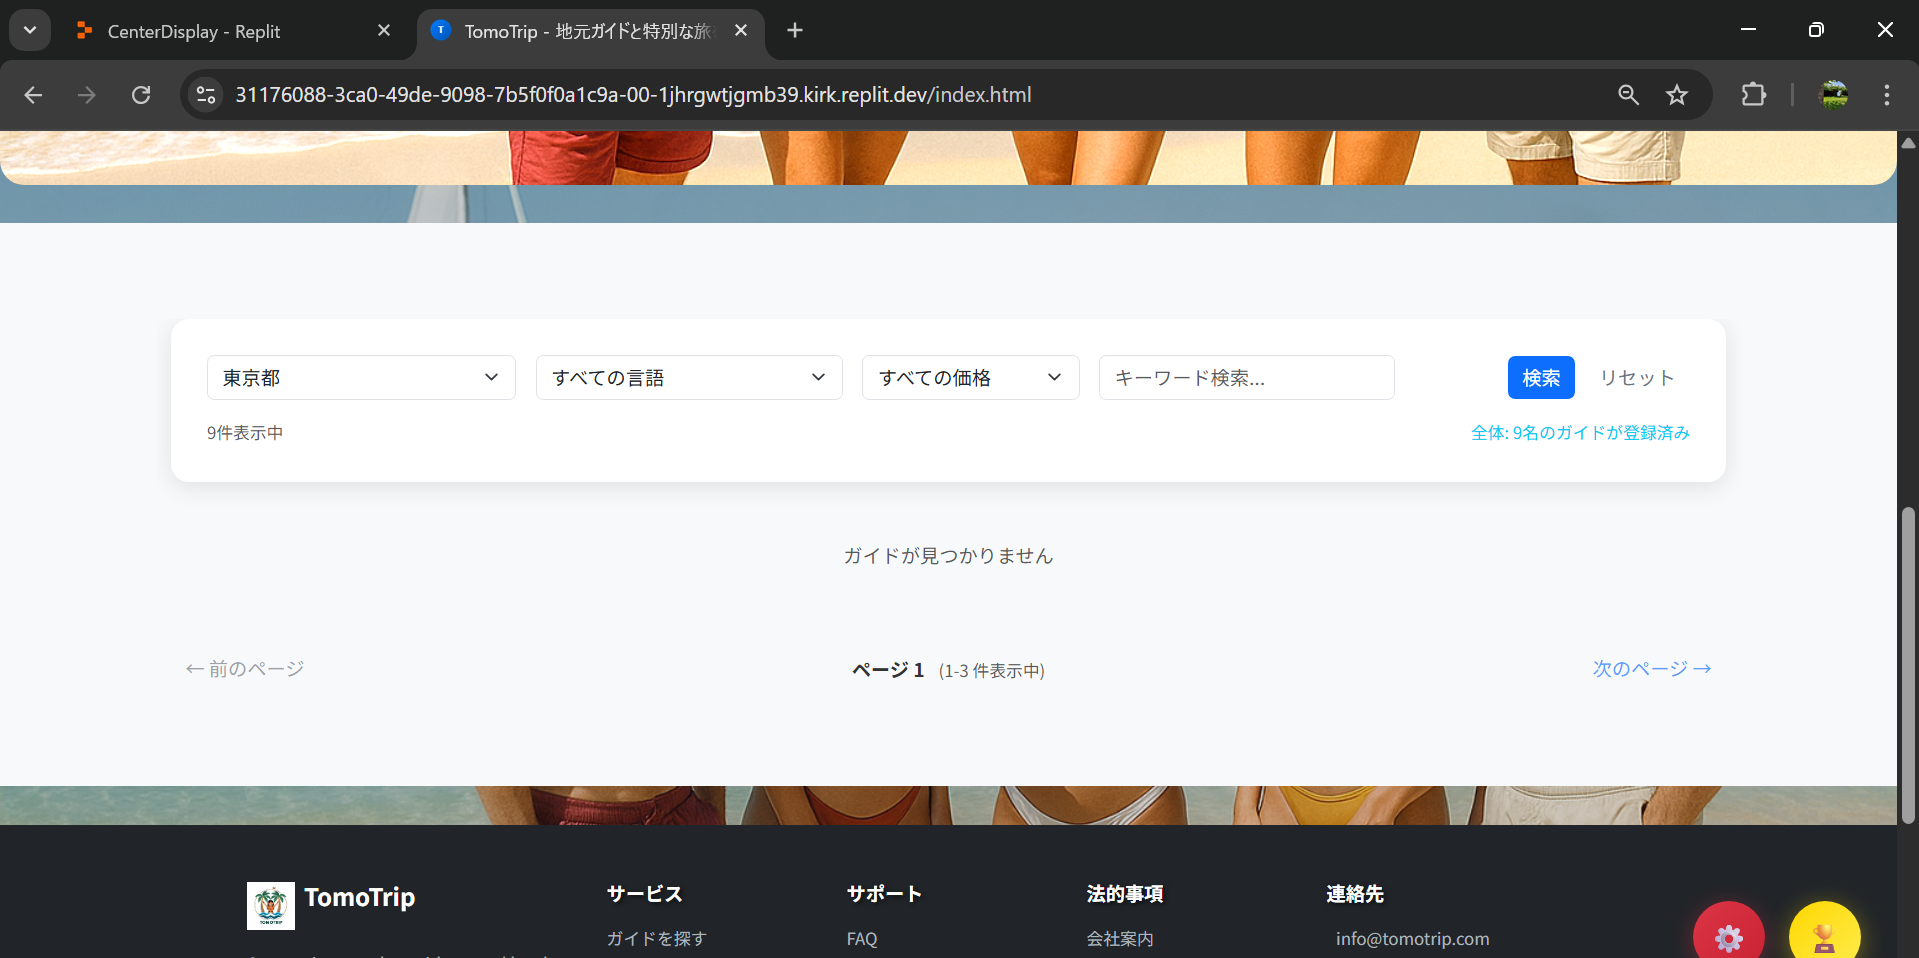 CenterDisplay - Replit
TomoTrip - 地元ガイドと特別な旅
31176088-3ca0-49de-9098-7b5f0f0a1c9a-00-1jhrgwtjgmb39.kirk.replit.dev/index.html
東京都
すべての言語
すべての価格
キーワード検索...
検索
リセット
9件表示中
全体: 9名のガイドが登録済み
ガイドが見つかりません
← 前のページ
ページ 1 (1-3 件表示中)
次のページ →
TomoTrip
サービス
サポート
法的事項
連絡先
ガイドを探す
FAQ
会社案内
info@tomotrip.com